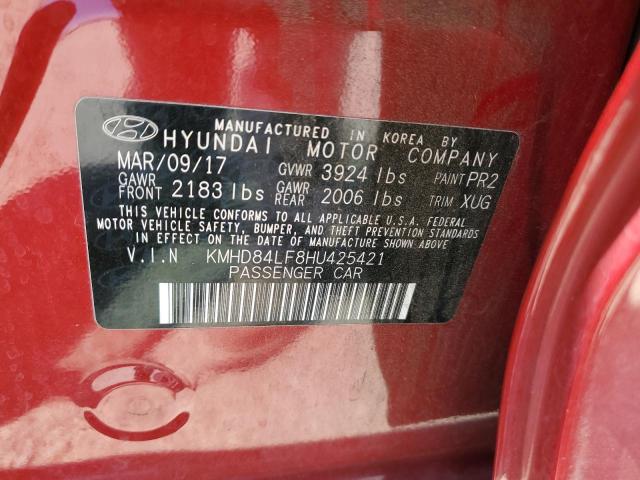 MANUFACTURED IN KOREA BY
HYUNDAI MOTOR COMPANY
MAR/09/17 GVWR 3924 lbs PAINT PR2
GAWR FRONT 2183 lbs GAWR REAR 2006 lbs TRIM XUG
THIS VEHICLE CONFORMS TO ALL APPLICABLE U.S.A. FEDERAL
MOTOR VEHICLE SAFETY, BUMPER, AND THEFT PREVENTION STANDARDS
IN EFFECT ON THE DATE OF MANUFACTURE SHOWN ABOVE.
V.I.N KMHD84LF8HU425421
PASSENGER CAR